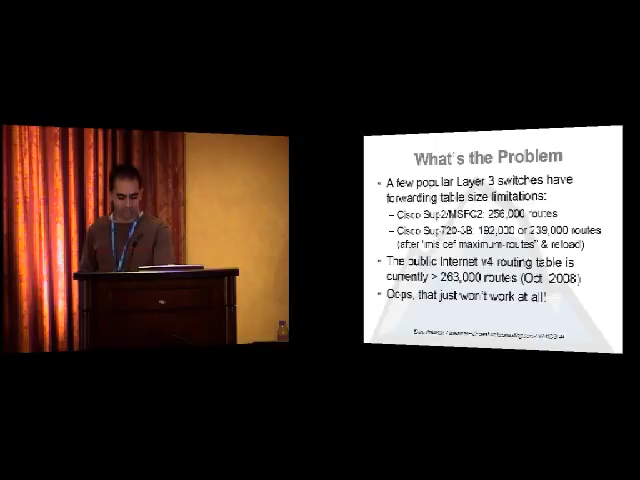 What's the Problem
• A few popular Layer 3 switches have
forwarding table size limitations:
– Cisco Sup2/MSFC2: 256,000 routes
– Cisco Sup720-3B: 192,000 or 239,000 routes
(after "mls cef maximum-routes" & reload)
• The public Internet v4 routing table is
currently > 263,000 routes (Oct. 2008)
• Oops, that just won't work at all!